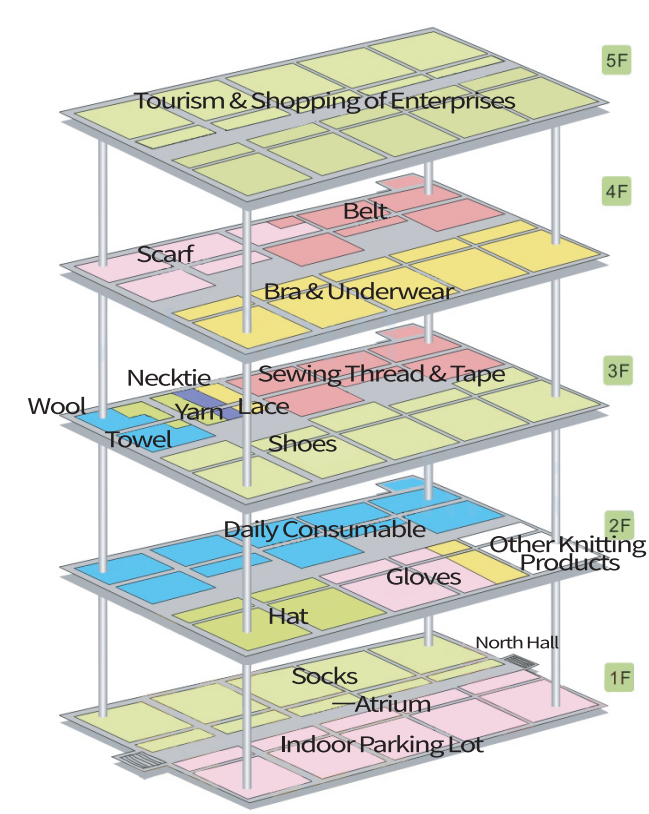 5F
Tourism & Shopping of Enterprises
4F
Belt
Scarf
Bra & Underwear
3F
Necktie
Sewing Thread & Tape
Wool
Yarn
Lace
Towel
Shoes
2F
Daily Consumable
Other Knitting
Products
Gloves
Hat
North Hall
1F
Socks
Atrium
Indoor Parking Lot